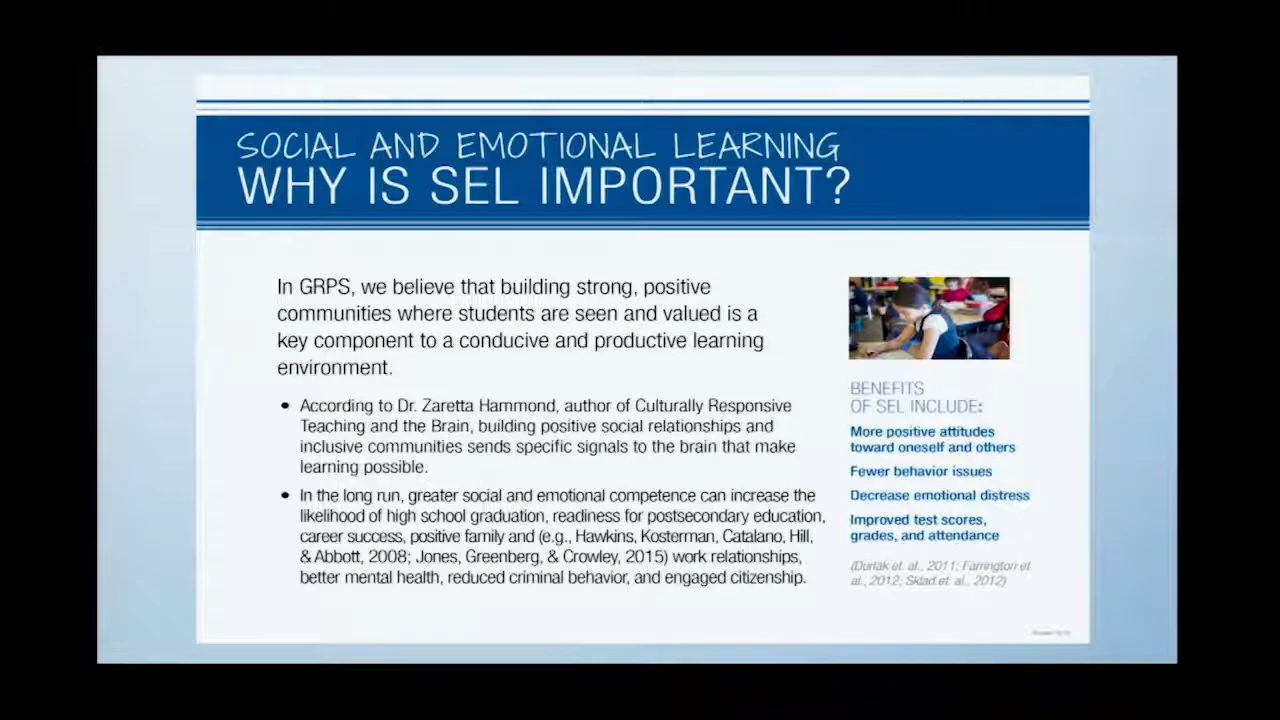 SOCIAL AND EMOTIONAL LEARNING
WHY IS SEL IMPORTANT?
In GRPS, we believe that building strong, positive
communities where students are seen and valued is a
key component to a conducive and productive learning
environment.
• According to Dr. Zaretta Hammond, author of Culturally Responsive
Teaching and the Brain, building positive social relationships and
inclusive communities sends specific signals to the brain that make
learning possible.
• In the long run, greater social and emotional competence can increase the
likelihood of high school graduation, readiness for postsecondary education,
career success, positive family and (e.g., Hawkins, Kosterman, Catalano, Hill,
& Abbott, 2008; Jones, Greenberg, & Crowley, 2015) work relationships,
better mental health, reduced criminal behavior, and engaged citizenship.
BENEFITS
OF SEL INCLUDE:
More positive attitudes
toward oneself and others
Fewer behavior issues
Decrease emotional distress
Improved test scores,
grades, and attendance
(Durlak et. al., 2011; Farrington et
al., 2012; Sklad et. al., 2012)